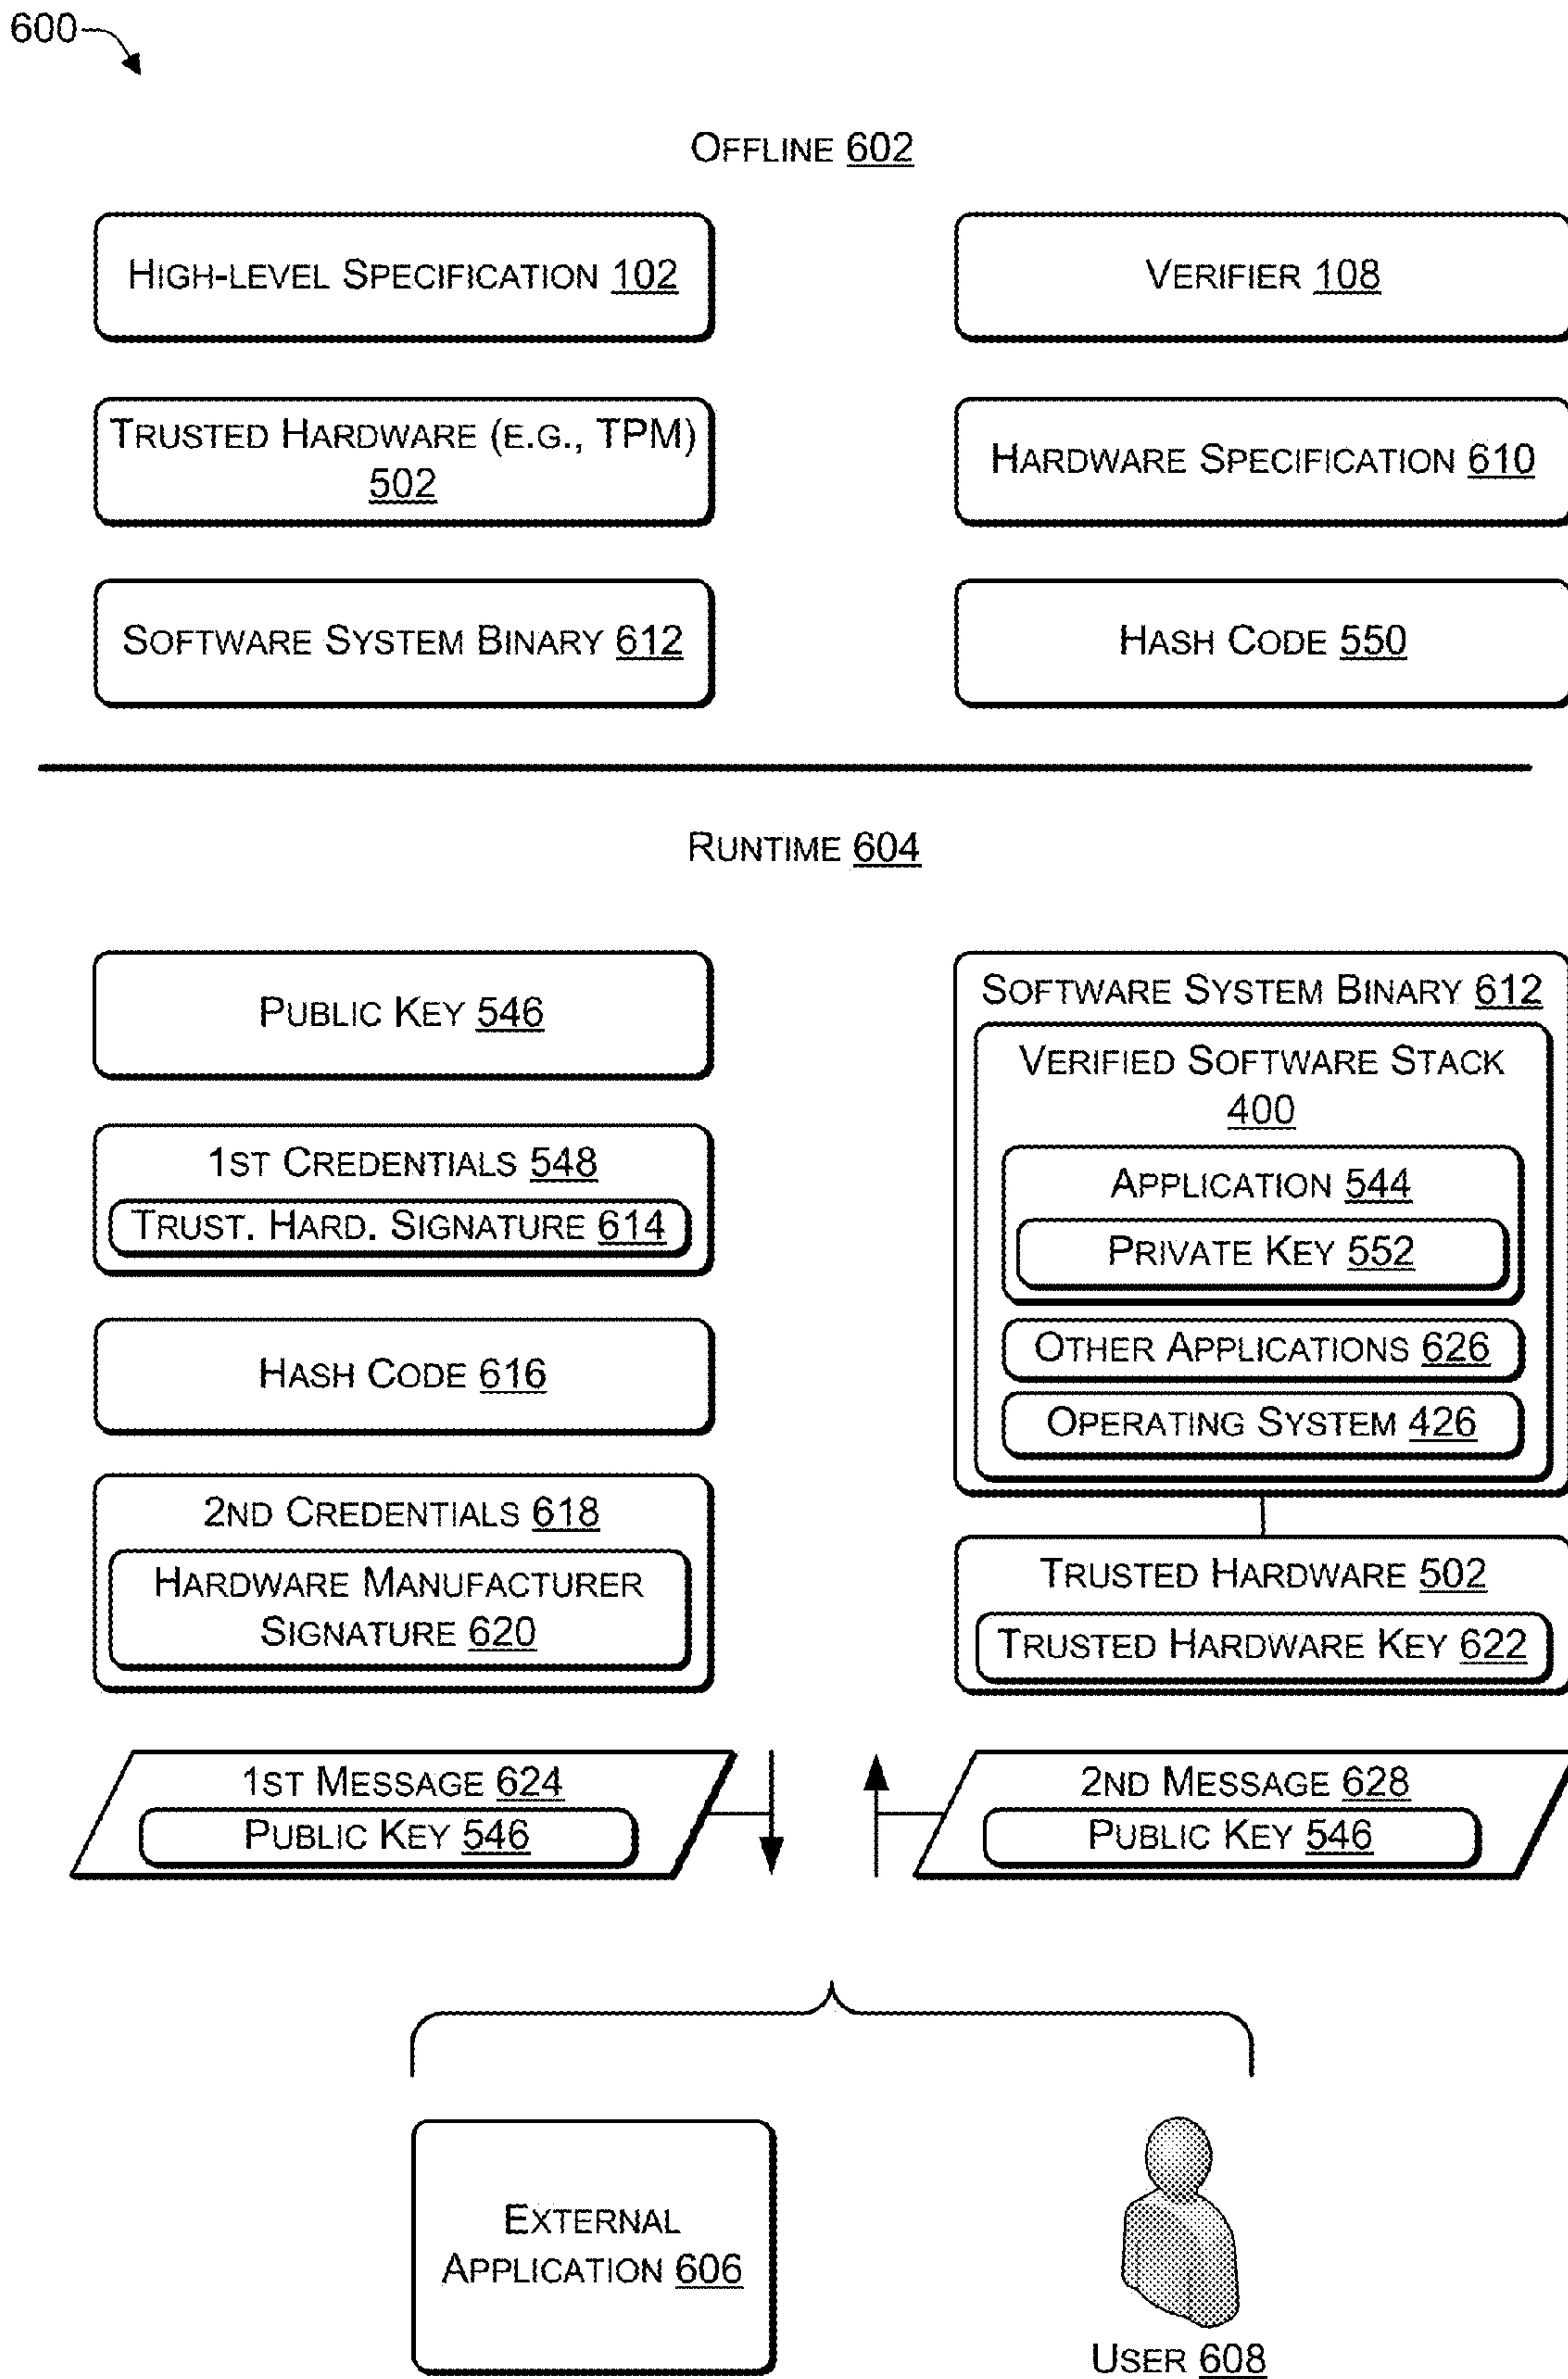 600
OFFLINE 602
HIGH-LEVEL SPECIFICATION 102
VERIFIER 108
TRUSTED HARDWARE (E.G., TPM)
502
HARDWARE SPECIFICATION 610
SOFTWARE SYSTEM BINARY 612
HASH CODE 550
RUNTIME 604
PUBLIC KEY 546
1ST CREDENTIALS 548
TRUST. HARD. SIGNATURE 614
HASH CODE 616
2ND CREDENTIALS 618
HARDWARE MANUFACTURER
SIGNATURE 620
SOFTWARE SYSTEM BINARY 612
VERIFIED SOFTWARE STACK
400
APPLICATION 544
PRIVATE KEY 552
OTHER APPLICATIONS 626
OPERATING SYSTEM 426
TRUSTED HARDWARE 502
TRUSTED HARDWARE KEY 622
1ST MESSAGE 624
PUBLIC KEY 546
2ND MESSAGE 628
PUBLIC KEY 546
EXTERNAL
APPLICATION 606
USER 608